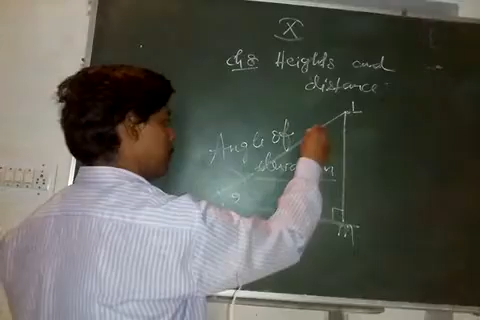 X
Ch 8 Heights and
distance:
L
Angle of
elevation
θ
M